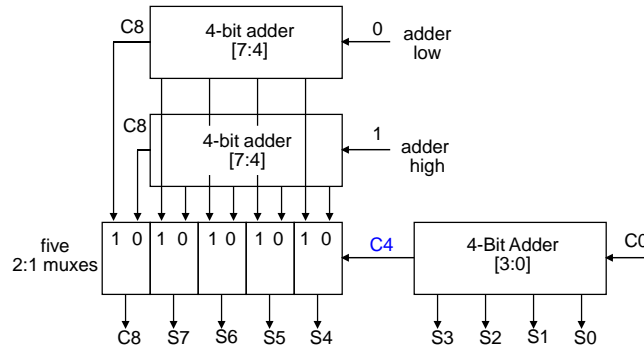 C8
4-bit adder
[7:4]
0
adder
low
C8
4-bit adder
[7:4]
1
adder
high
five
2:1 muxes
1 0 1 0 1 0 1 0 1 0
C4
4-Bit Adder
[3:0]
C0
C8 S7 S6 S5 S4
S3 S2 S1 S0